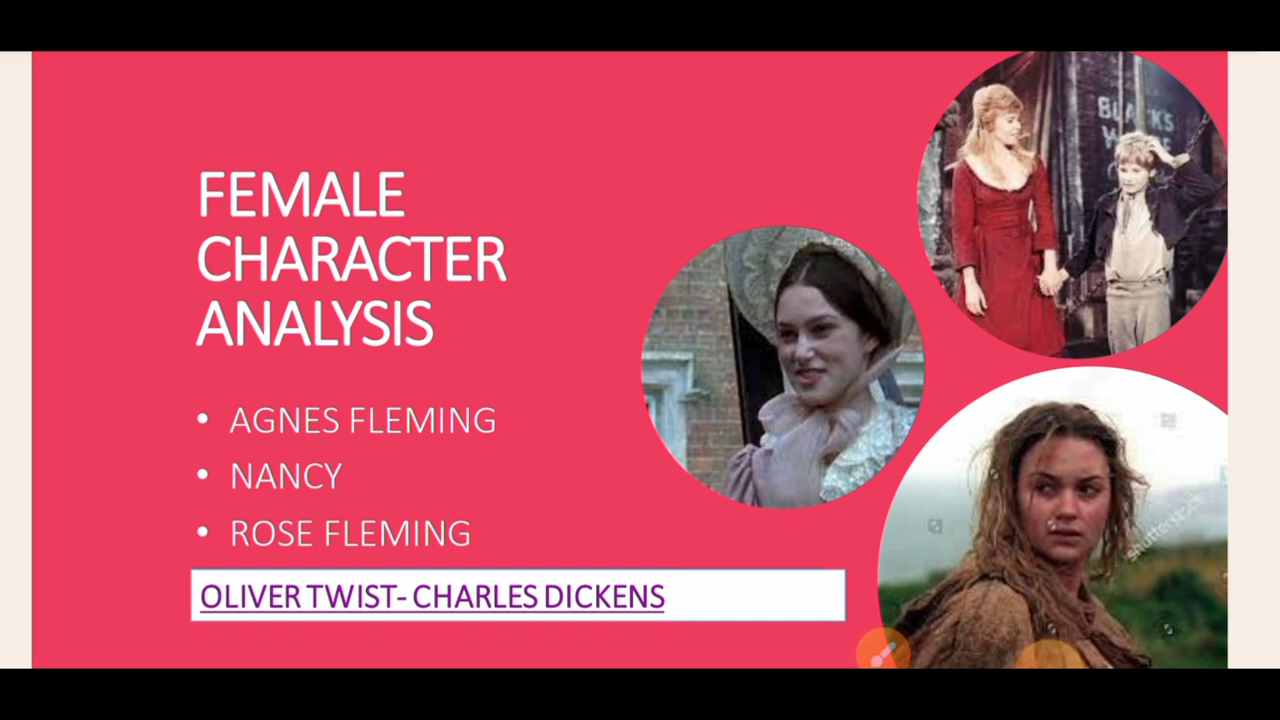 FEMALE
CHARACTER
ANALYSIS
• AGNES FLEMING
• NANCY
• ROSE FLEMING
OLIVER TWIST- CHARLES DICKENS